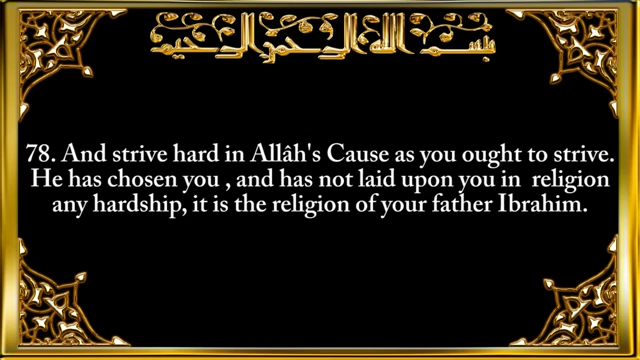 بسم الله الرحمن الرحيم
78. And strive hard in Allâh's Cause as you ought to strive.
He has chosen you , and has not laid upon you in  religion
any hardship, it is the religion of your father Ibrahim.